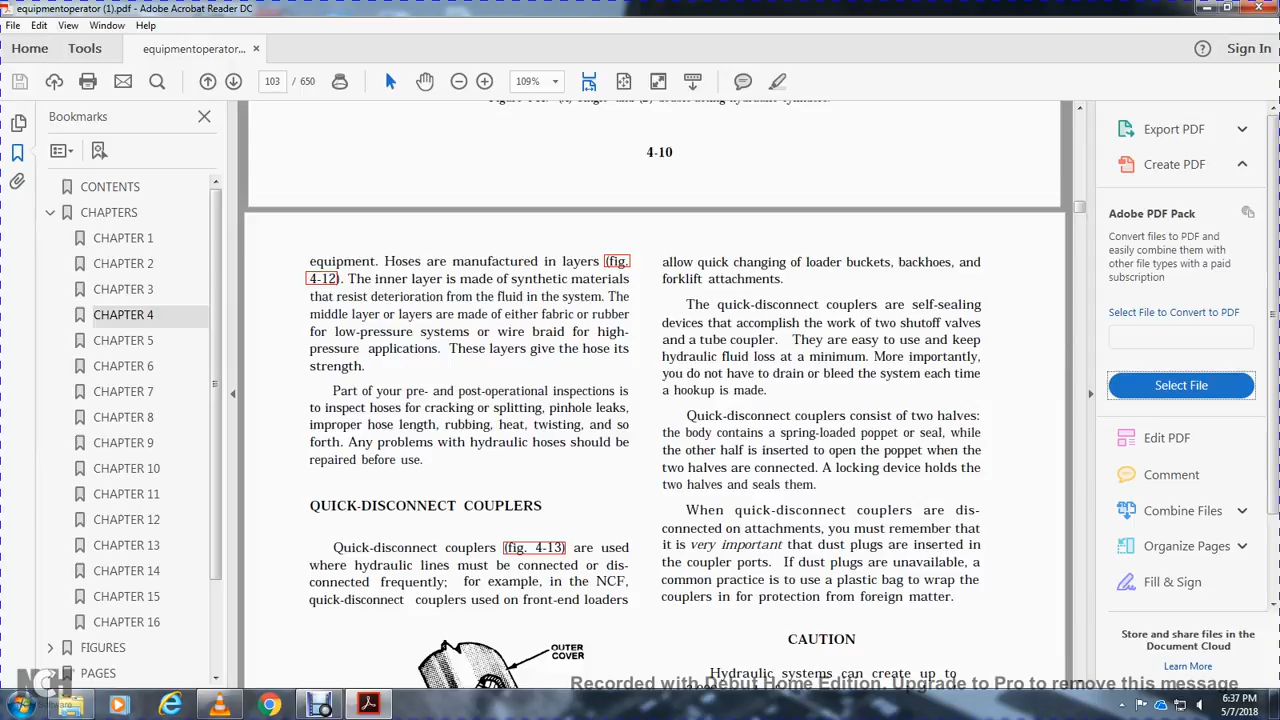 equipmentoperator (1).pdf - Adobe Acrobat Reader DC
File Edit View Window Help
Home Tools equipmentoperator... × Sign In
103 / 650 109%
Bookmarks
CONTENTS
CHAPTERS
CHAPTER 1
CHAPTER 2
CHAPTER 3
CHAPTER 4
CHAPTER 5
CHAPTER 6
CHAPTER 7
CHAPTER 8
CHAPTER 9
CHAPTER 10
CHAPTER 11
CHAPTER 12
CHAPTER 13
CHAPTER 14
CHAPTER 15
CHAPTER 16
FIGURES
PAGES
4-10
equipment. Hoses are manufactured in layers (fig.
4-12). The inner layer is made of synthetic materials
that resist deterioration from the fluid in the system. The
middle layer or layers are made of either fabric or rubber
for low-pressure systems or wire braid for high-
pressure applications. These layers give the hose its
strength.
Part of your pre- and post-operational inspections is
to inspect hoses for cracking or splitting, pinhole leaks,
improper hose length, rubbing, heat, twisting, and so
forth. Any problems with hydraulic hoses should be
repaired before use.
QUICK-DISCONNECT COUPLERS
Quick-disconnect couplers (fig. 4-13) are used
where hydraulic lines must be connected or dis-
connected frequently; for example, in the NCF,
quick-disconnect couplers used on front-end loaders
OUTER
COVER
allow quick changing of loader buckets, backhoes, and
forklift attachments.
The quick-disconnect couplers are self-sealing
devices that accomplish the work of two shutoff valves
and a tube coupler. They are easy to use and keep
hydraulic fluid loss at a minimum. More importantly,
you do not have to drain or bleed the system each time
a hookup is made.
Quick-disconnect couplers consist of two halves:
the body contains a spring-loaded poppet or seal, while
the other half is inserted to open the poppet when the
two halves are connected. A locking device holds the
two halves and seals them.
When quick-disconnect couplers are dis-
connected on attachments, you must remember that
it is very important that dust plugs are inserted in
the coupler ports. If dust plugs are unavailable, a
common practice is to use a plastic bag to wrap the
couplers in for protection from foreign matter.
CAUTION
Hydraulic systems can create up to
Export PDF
Create PDF
Adobe PDF Pack
Convert files to PDF and
easily combine them with
other file types with a paid
subscription
Select File to Convert to PDF
Select File
Edit PDF
Comment
Combine Files
Organize Pages
Fill & Sign
Store and share files in the
Document Cloud
Learn More
Recorded with Debut Home Edition. Upgrade to Pro to remove this message
NCH
Software
6:37 PM
5/7/2018